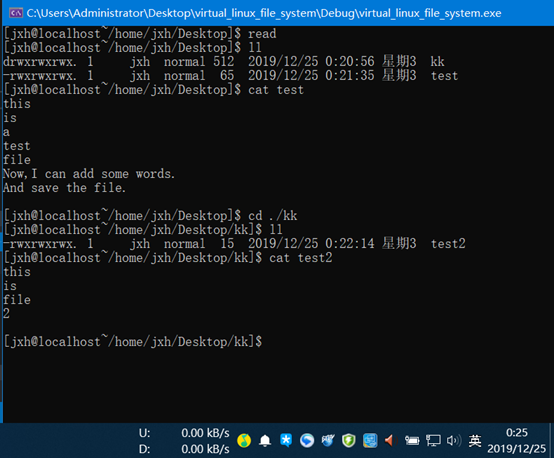 C:\Users\Administrator\Desktop\virtual_linux_file_system\Debug\virtual_linux_file_system.exe
[jxh@localhost~/home/jxh/Desktop]$ read
[jxh@localhost~/home/jxh/Desktop]$ ll
drwxrwxrwx. 1 jxh normal 512 2019/12/25 0:20:56 星期3 kk
-rwxrwxrwx. 1 jxh normal 65 2019/12/25 0:21:35 星期3 test
[jxh@localhost~/home/jxh/Desktop]$ cat test
this
is
a
test
file
Now,I can add some words.
And save the file.
[jxh@localhost~/home/jxh/Desktop]$ cd ./kk
[jxh@localhost~/home/jxh/Desktop/kk]$ ll
-rwxrwxrwx. 1 jxh normal 15 2019/12/25 0:22:14 星期3 test2
[jxh@localhost~/home/jxh/Desktop/kk]$ cat test2
this
is
file
2
[jxh@localhost~/home/jxh/Desktop/kk]$
U: 0.00 kB/s
D: 0.00 kB/s
英
0:25
2019/12/25